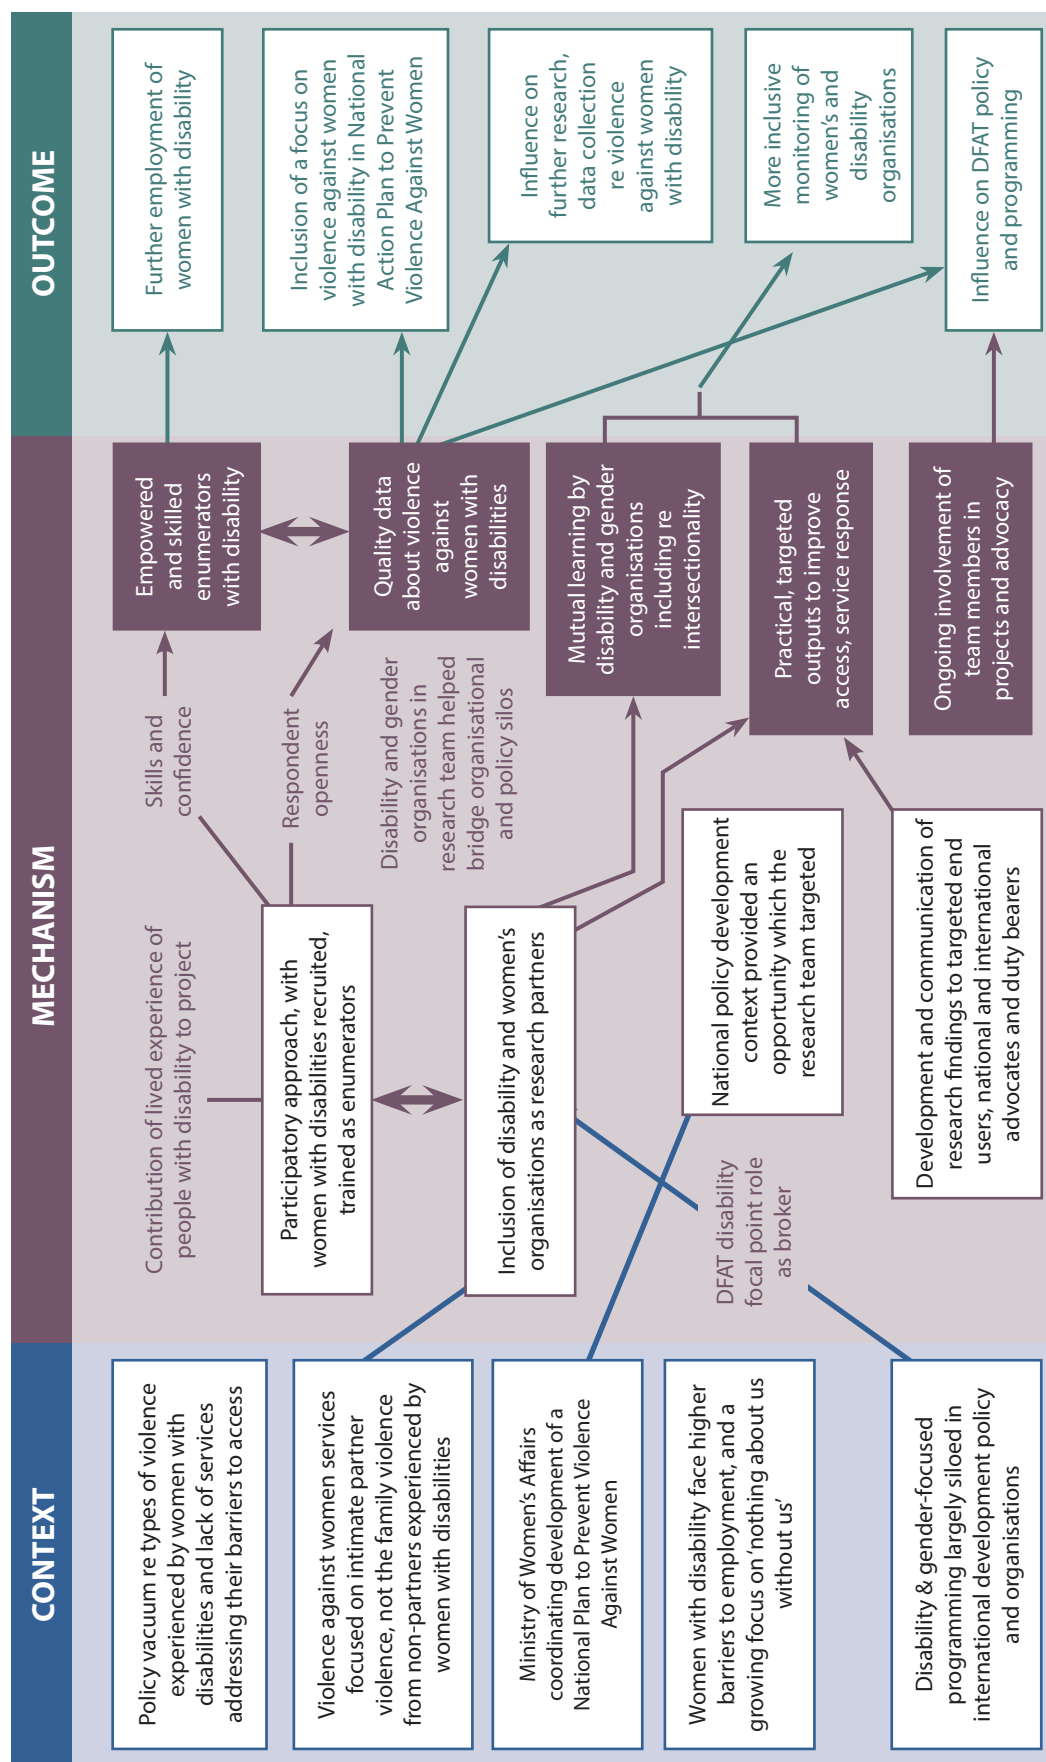 CONTEXT
Policy vacuum re types of violence
experienced by women with
disabilities and lack of services
addressing their barriers to access
Violence against women services
focused on intimate partner
violence, not the family violence
from non-partners experienced by
women with disabilities
Ministry of Women’s Affairs
coordinating development of a
National Plan to Prevent Violence
Against Women
Women with disability face higher
barriers to employment, and a
growing focus on ‘nothing about us
without us’
Disability & gender-focused
programming largely siloed in
international development policy
and organisations
MECHANISM
Contribution of lived experience of
people with disability to project
Participatory approach, with
women with disabilities recruited,
trained as enumerators
Inclusion of disability and women’s
organisations as research partners
DFAT disability
focal point role
as broker
National policy development
context provided an
opportunity which the
research team targeted
Development and communication of
research findings to targeted end
users, national and international
advocates and duty bearers
Skills and
confidence
Respondent
openness
Disability and gender
organisations in
research team helped
bridge organisational
and policy silos
Empowered
and skilled
enumerators
with disability
Quality data
about violence
against
women with
disabilities
Mutual learning by
disability and gender
organisations
including re
intersectionality
Practical, targeted
outputs to improve
access, service response
Ongoing involvement of
team members in
projects and advocacy
OUTCOME
Further employment of
women with disability
Inclusion of a focus on
violence against women
with disability in National
Action Plan to Prevent
Violence Against Women
Influence on
further research,
data collection
re violence
against women
with disability
More inclusive
monitoring of
women’s and
disability
organisations
Influence on DFAT policy
and programming